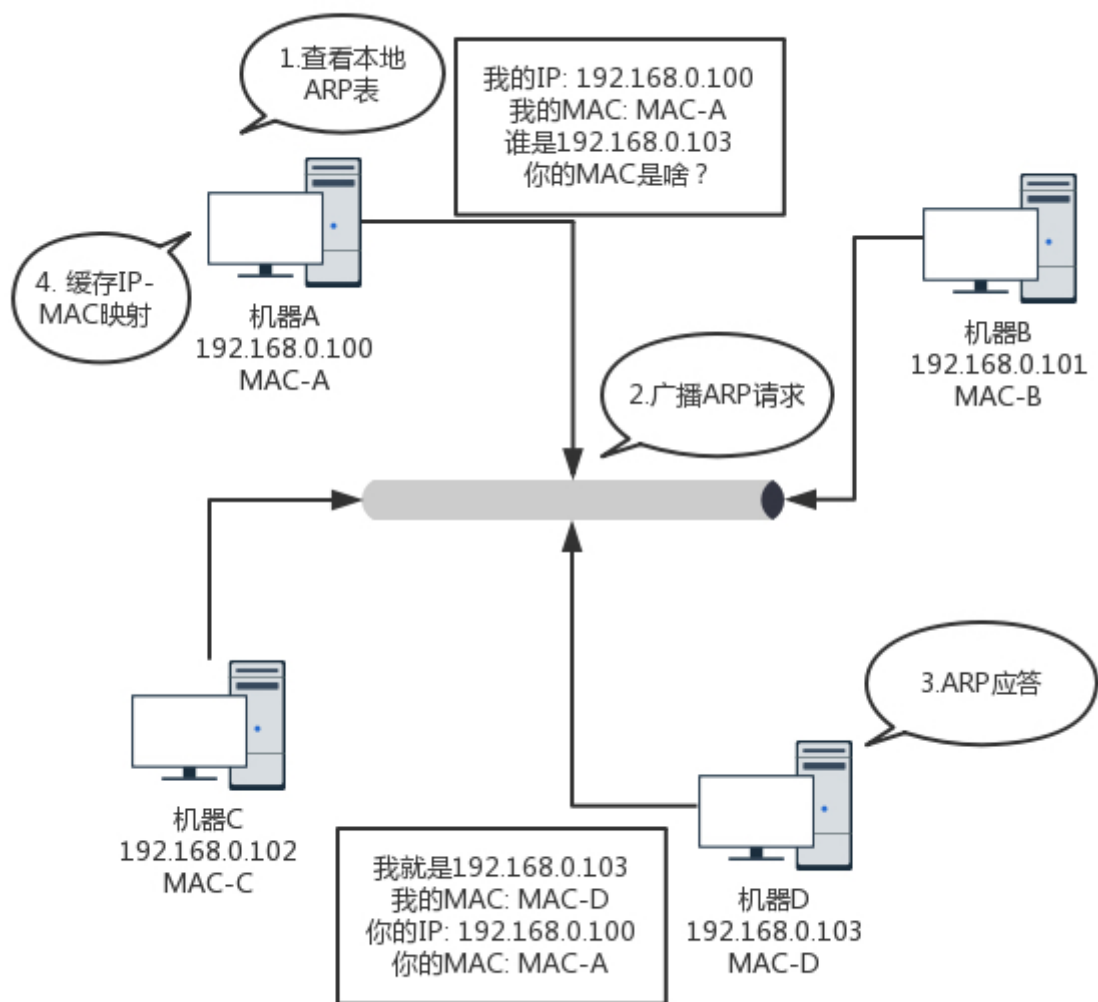 1.查看本地
ARP表
我的IP: 192.168.0.100
我的MAC: MAC-A
谁是192.168.0.103
你的MAC是啥？
4. 缓存IP-
MAC映射
机器A
192.168.0.100
MAC-A
机器B
192.168.0.101
MAC-B
2.广播ARP请求
3.ARP应答
机器C
192.168.0.102
MAC-C
我就是192.168.0.103
我的MAC: MAC-D
你的IP: 192.168.0.100
你的MAC: MAC-A
机器D
192.168.0.103
MAC-D